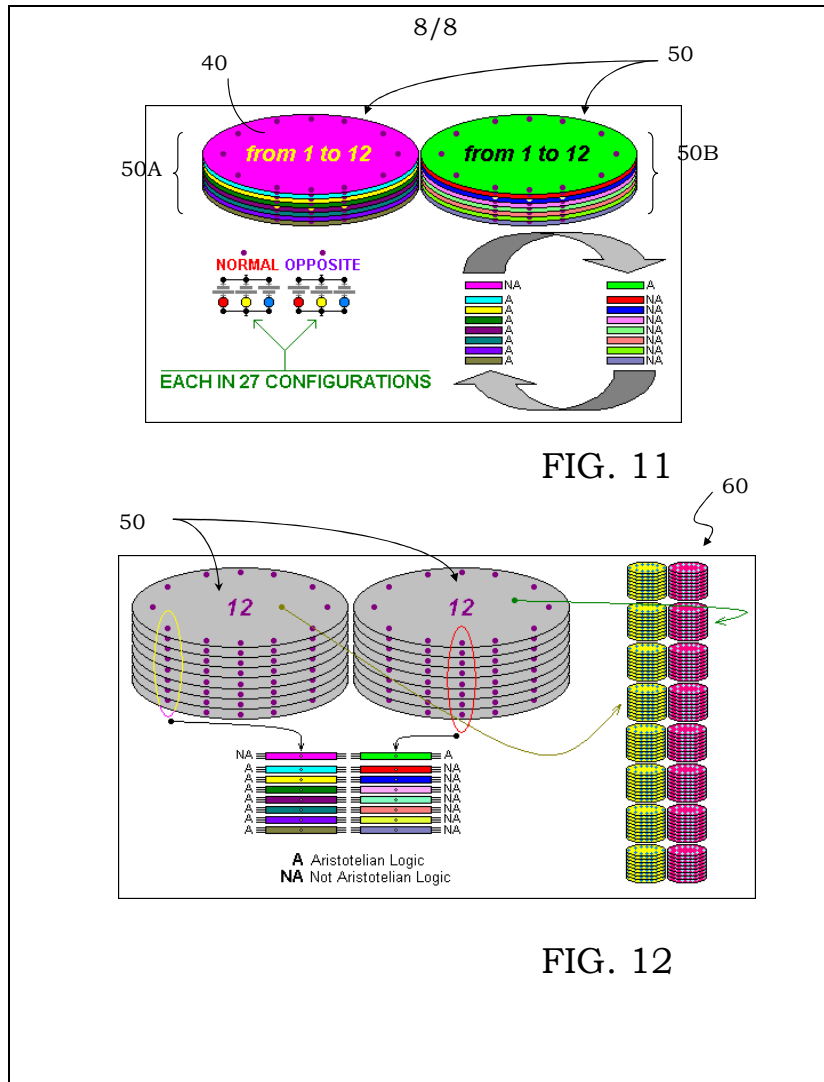 8/8
40
50
50A
from 1 to 12
from 1 to 12
50B
NORMAL OPPOSITE
EACH IN 27 CONFIGURATIONS
NA
A
A
A
A
A
A
A
A
NA
NA
NA
NA
NA
NA
NA
FIG. 11
50
60
12
12
NA
A
A
A
A
A
A
A
A
NA
NA
NA
NA
NA
NA
NA
A Aristotelian Logic
NA Not Aristotelian Logic
FIG. 12